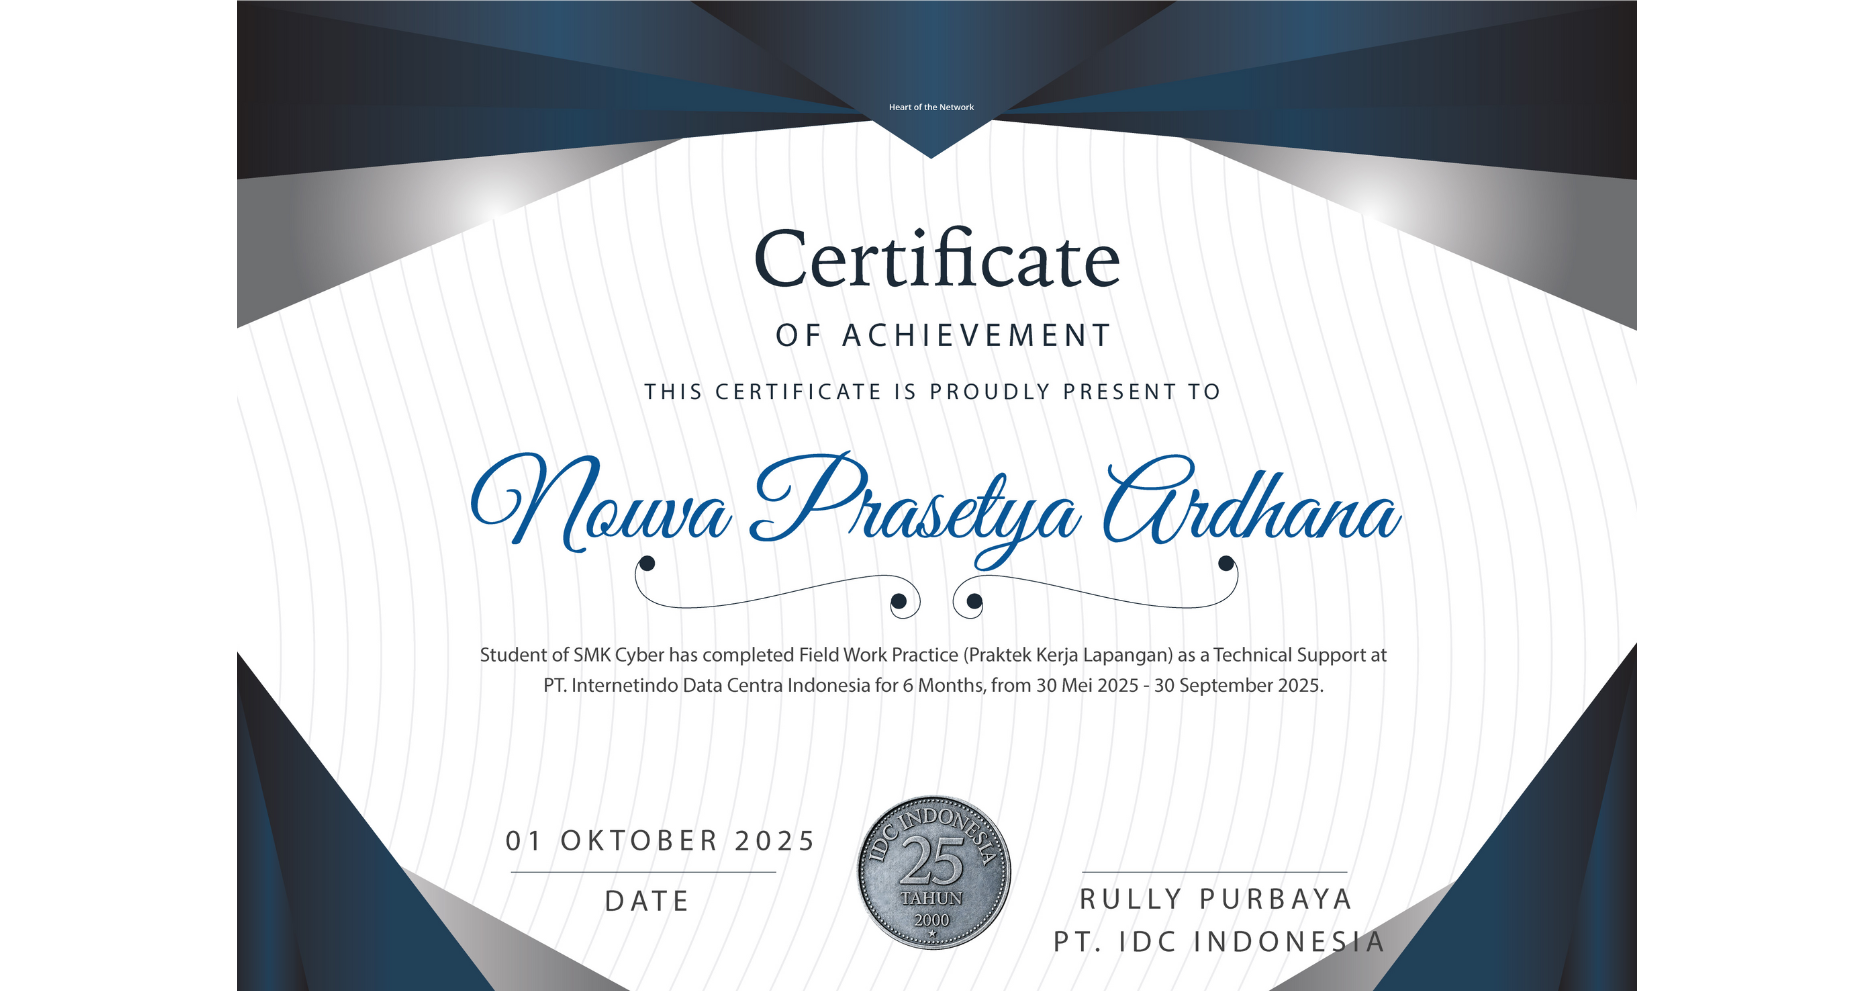 Heart of the Network
Certificate
OF ACHIEVEMENT
THIS CERTIFICATE IS PROUDLY PRESENT TO
Nouva Prasetya Ardhana
Student of SMK Cyber has completed Field Work Practice (Praktek Kerja Lapangan) as a Technical Support at
PT. Internetindo Data Centra Indonesia for 6 Months, from 30 Mei 2025 - 30 September 2025.
01 OKTOBER 2025
DATE
IDC INDONESIA
25
TAHUN
2000
RULLY PURBAYA
PT. IDC INDONESIA